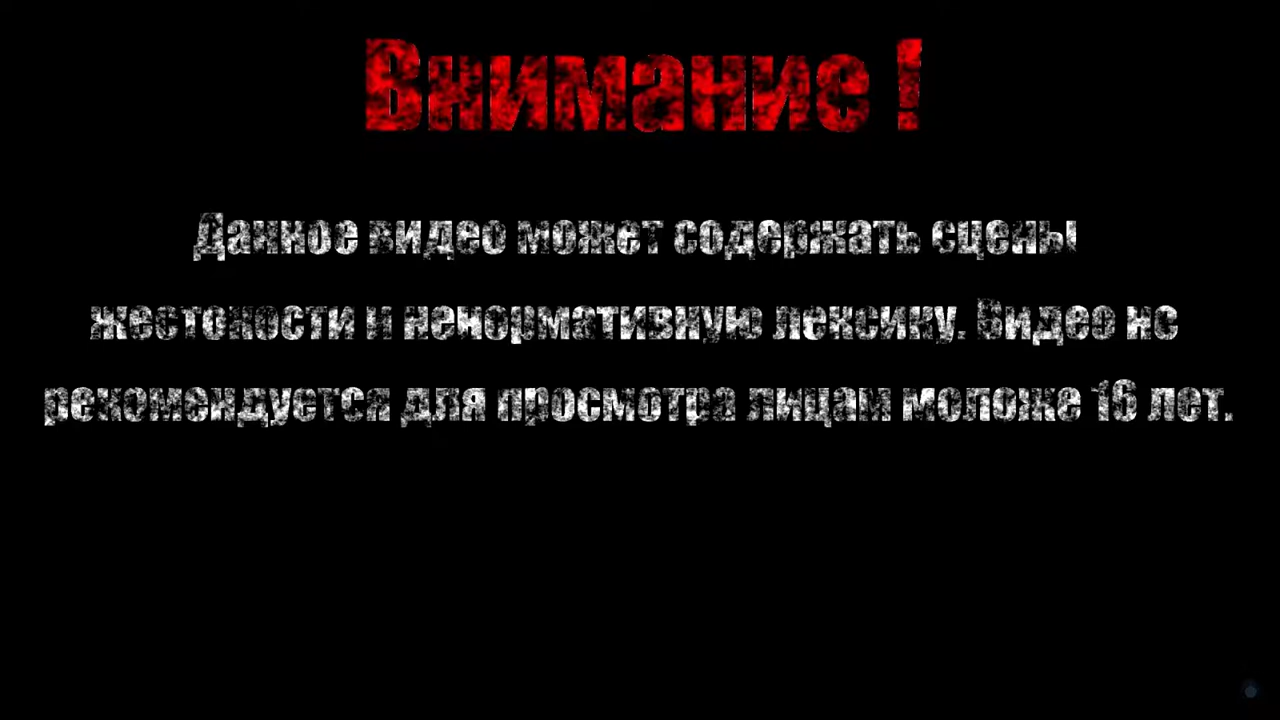 Внимание !
Данное видео может содержать сцены
жестокости и ненормативную лексику. Видео не
рекомендуется для просмотра лицам моложе 16 лет.